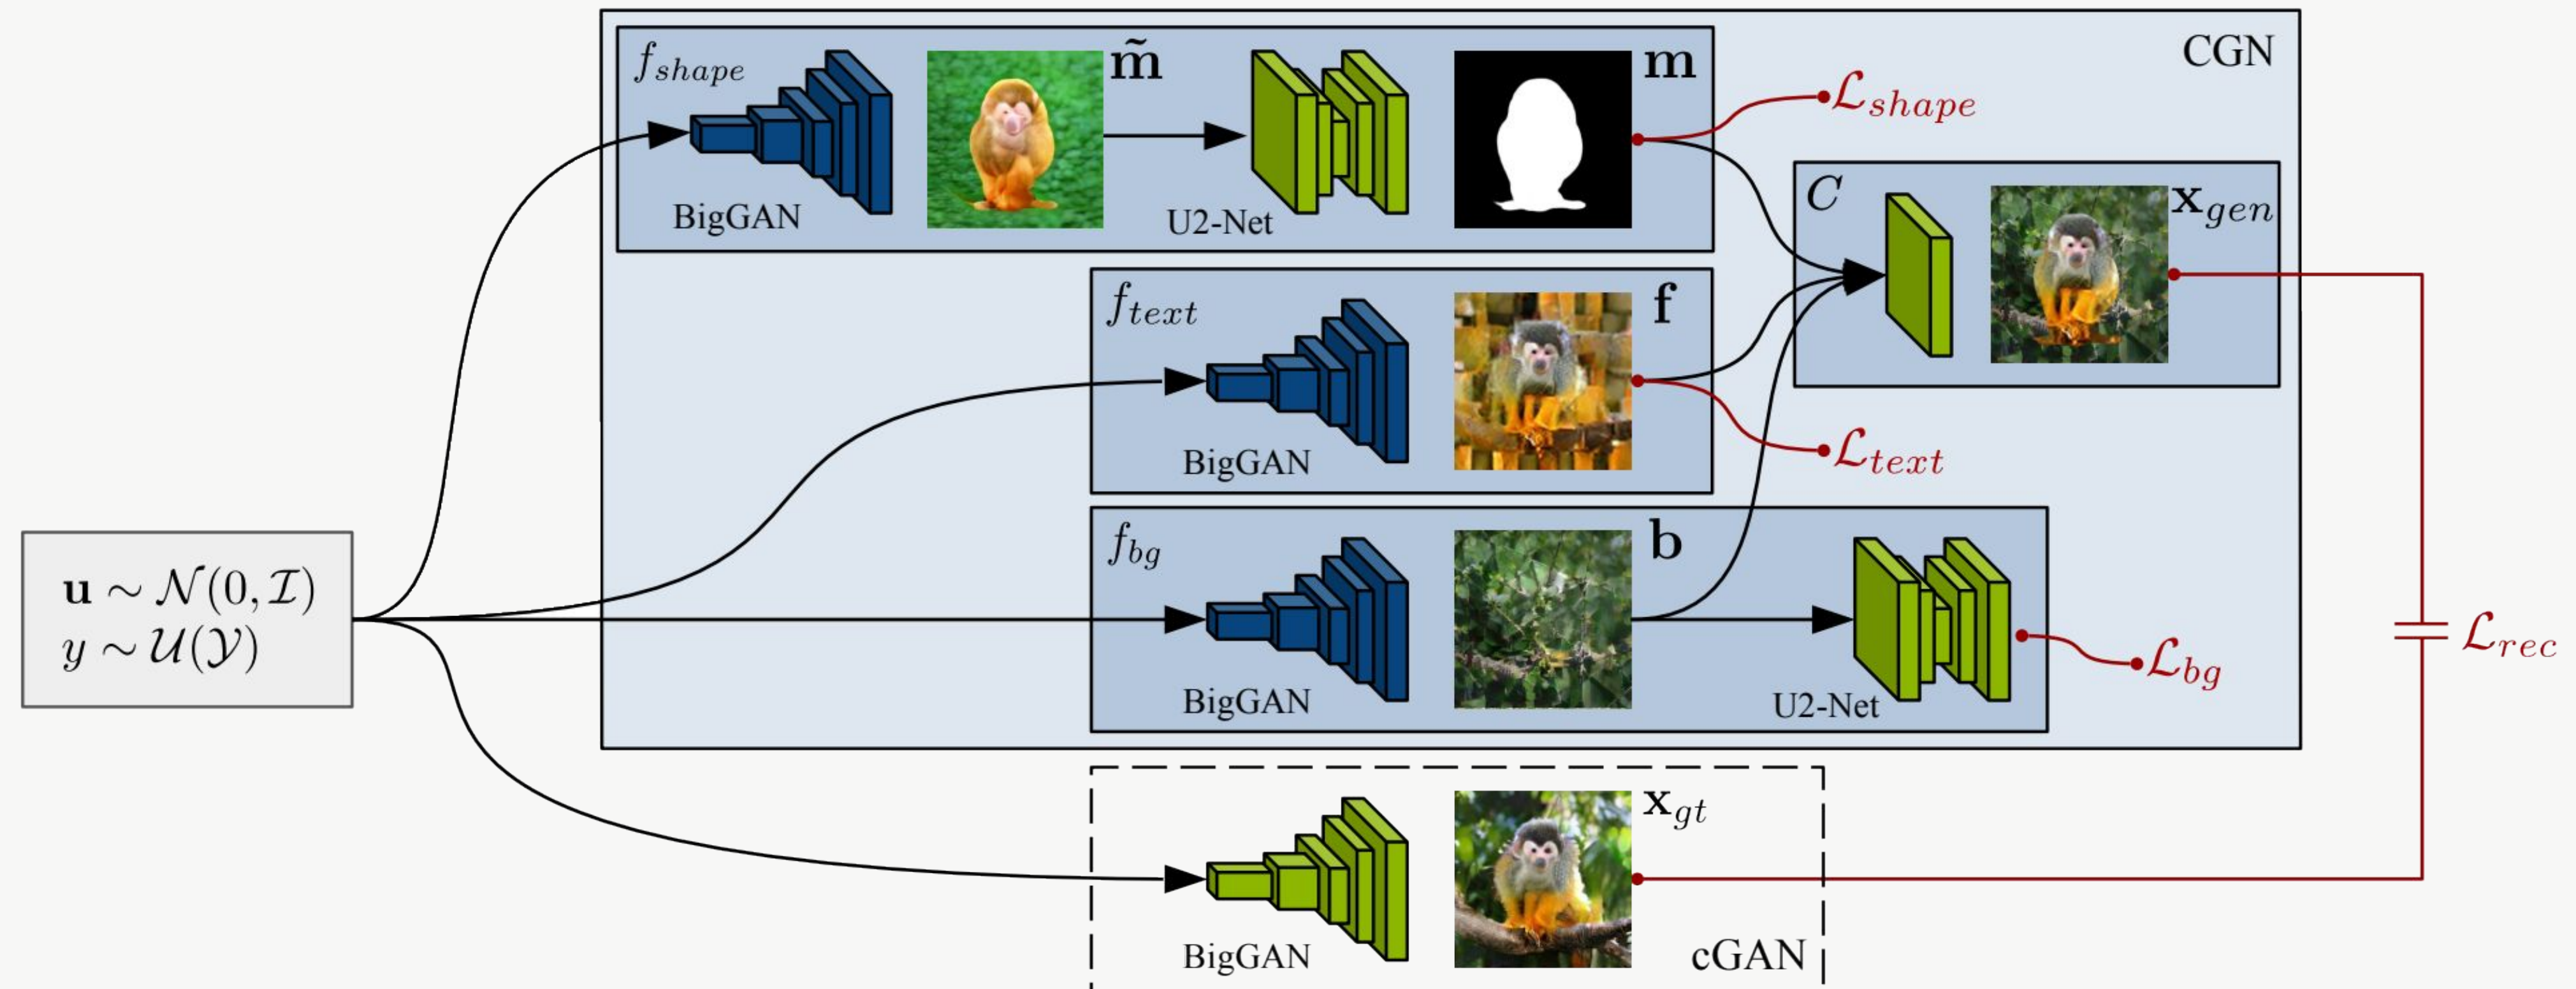 CGN
f_shape
m̃
m
BigGAN
U2-Net
ℒ_shape
C
x_gen
f_text
f
BigGAN
ℒ_text
u ∼ 𝒩(0, ℐ)
y ∼ 𝒰(𝒴)
f_bg
b
BigGAN
U2-Net
ℒ_bg
ℒ_rec
x_gt
BigGAN
cGAN